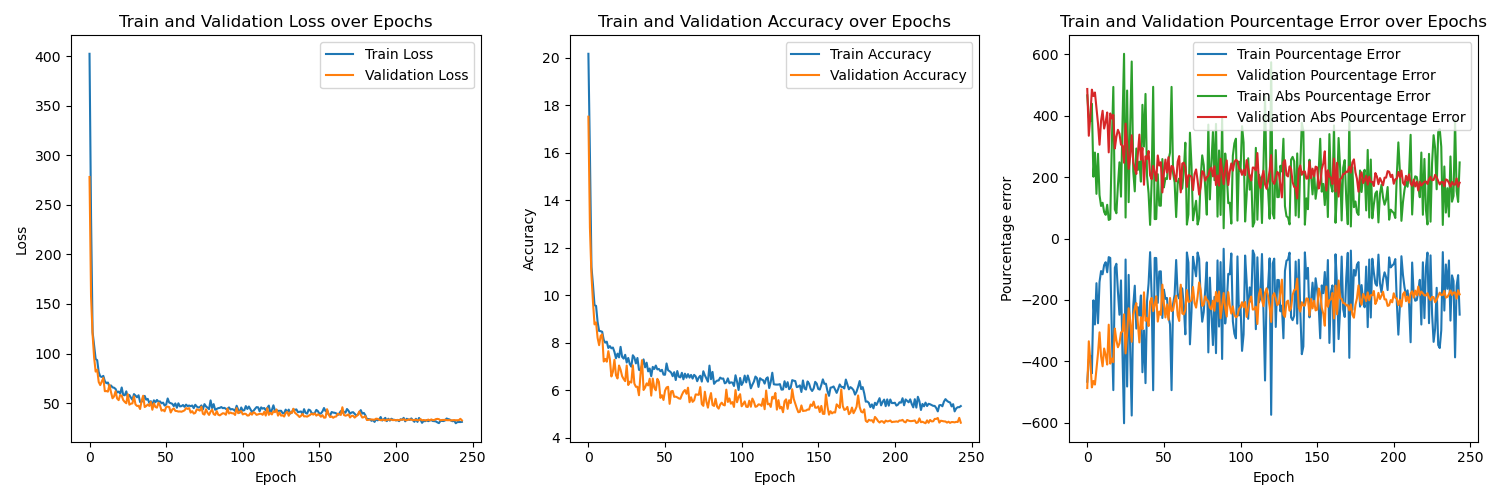 Train and Validation Loss over Epochs
400
350
300
250
200
150
100
50
Loss
0
50
100
150
200
250
Epoch
Train Loss
Validation Loss
Train and Validation Accuracy over Epochs
20
18
16
14
12
10
8
6
4
Accuracy
0
50
100
150
200
250
Epoch
Train Accuracy
Validation Accuracy
Train and Validation Pourcentage Error over Epochs
600
400
200
0
−200
−400
−600
Pourcentage error
0
50
100
150
200
250
Epoch
Train Pourcentage Error
Validation Pourcentage Error
Train Abs Pourcentage Error
Validation Abs Pourcentage Error